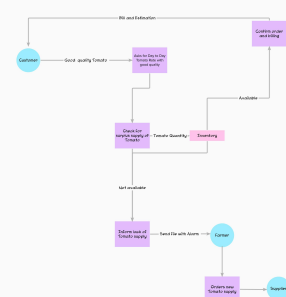 Bill and Estimation
Confirm order
and billing
Customer
Good quality Tomato
Asks for Day to Day
Tomato Rate with
good quality
Available
Check for
surplus supply of
Tomato
Tomato Quantity
Inventory
Not available
Inform lack of
Tomato supply
Send file with Alarm
Farmer
Orders new
Tomato supply
Supplier